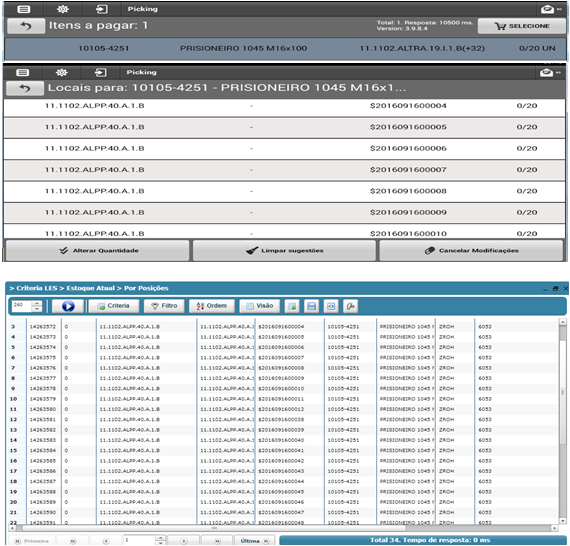 Picking
Itens a pagar: 1
Total: 1. Resposta: 10500 ms.
Version: 3.9.8.4
SELECIONE
10105-4251 PRISIONEIRO 1045 M16x100 11.1102.ALTRA.19.I.1.B(+32) 0/20 UN
Picking
Locais para: 10105-4251 - PRISIONEIRO 1045 M16x1...
11.1102.ALPP.40.A.1.B - $2016091600004 0/20
11.1102.ALPP.40.A.1.B - $2016091600005 0/20
11.1102.ALPP.40.A.1.B - $2016091600006 0/20
11.1102.ALPP.40.A.1.B - $2016091600007 0/20
11.1102.ALPP.40.A.1.B - $2016091600008 0/20
11.1102.ALPP.40.A.1.B - $2016091600009 0/20
11.1102.ALPP.40.A.1.B - $2016091600010 0/20
Alterar Quantidade Limpar sugestões Cancelar Modificações
> Criteria LES > Estoque Atual > Por Posições
260 Criteria Filtro Ordem Visão
3 14263572 0 11.1102.ALPP.40.A.1.B 11.1102.ALPP.40.A.1 $2016091600004 10105-4251 PRISIONEIRO 1045 M ZROH 6053
4 14263573 0 11.1102.ALPP.40.A.1.B 11.1102.ALPP.40.A.1 $2016091600005 10105-4251 PRISIONEIRO 1045 M ZROH 6053
5 14263574 0 11.1102.ALPP.40.A.1.B 11.1102.ALPP.40.A.1 $2016091600006 10105-4251 PRISIONEIRO 1045 M ZROH 6053
6 14263575 0 11.1102.ALPP.40.A.1.B 11.1102.ALPP.40.A.1 $2016091600007 10105-4251 PRISIONEIRO 1045 M ZROH 6053
7 14263576 0 11.1102.ALPP.40.A.1.B 11.1102.ALPP.40.A.1 $2016091600008 10105-4251 PRISIONEIRO 1045 M ZROH 6053
8 14263577 0 11.1102.ALPP.40.A.1.B 11.1102.ALPP.40.A.1 $2016091600009 10105-4251 PRISIONEIRO 1045 M ZROH 6053
9 14263578 0 11.1102.ALPP.40.A.1.B 11.1102.ALPP.40.A.1 $2016091600010 10105-4251 PRISIONEIRO 1045 M ZROH 6053
10 14263579 0 11.1102.ALPP.40.A.1.B 11.1102.ALPP.40.A.1 $2016091600011 10105-4251 PRISIONEIRO 1045 M ZROH 6053
11 14263580 0 11.1102.ALPP.40.A.1.B 11.1102.ALPP.40.A.1 $2016091600012 10105-4251 PRISIONEIRO 1045 M ZROH 6053
12 14263581 0 11.1102.ALPP.40.A.1.B 11.1102.ALPP.40.A.1 $2016091600038 10105-4251 PRISIONEIRO 1045 M ZROH 6053
13 14263582 0 11.1102.ALPP.40.A.1.B 11.1102.ALPP.40.A.1 $2016091600039 10105-4251 PRISIONEIRO 1045 M ZROH 6053
14 14263583 0 11.1102.ALPP.40.A.1.B 11.1102.ALPP.40.A.1 $2016091600040 10105-4251 PRISIONEIRO 1045 M ZROH 6053
15 14263584 0 11.1102.ALPP.40.A.1.B 11.1102.ALPP.40.A.1 $2016091600041 10105-4251 PRISIONEIRO 1045 M ZROH 6053
16 14263585 0 11.1102.ALPP.40.A.1.B 11.1102.ALPP.40.A.1 $2016091600042 10105-4251 PRISIONEIRO 1045 M ZROH 6053
17 14263586 0 11.1102.ALPP.40.A.1.B 11.1102.ALPP.40.A.1 $2016091600043 10105-4251 PRISIONEIRO 1045 M ZROH 6053
18 14263587 0 11.1102.ALPP.40.A.1.B 11.1102.ALPP.40.A.1 $2016091600044 10105-4251 PRISIONEIRO 1045 M ZROH 6053
19 14263588 0 11.1102.ALPP.40.A.1.B 11.1102.ALPP.40.A.1 $2016091600045 10105-4251 PRISIONEIRO 1045 M ZROH 6053
20 14263589 0 11.1102.ALPP.40.A.1.B 11.1102.ALPP.40.A.1 $2016091600046 10105-4251 PRISIONEIRO 1045 M ZROH 6053
21 14263590 0 11.1102.ALPP.40.A.1.B 11.1102.ALPP.40.A.1 $2016091600047 10105-4251 PRISIONEIRO 1045 M ZROH 6053
22 14263591 0 11.1102.ALPP.40.A.1.B 11.1102.ALPP.40.A.1 $2016091600048 10105-4251 PRISIONEIRO 1045 M ZROH 6053
Primeira 1 Última Total 34. Tempo de resposta: 0 ms